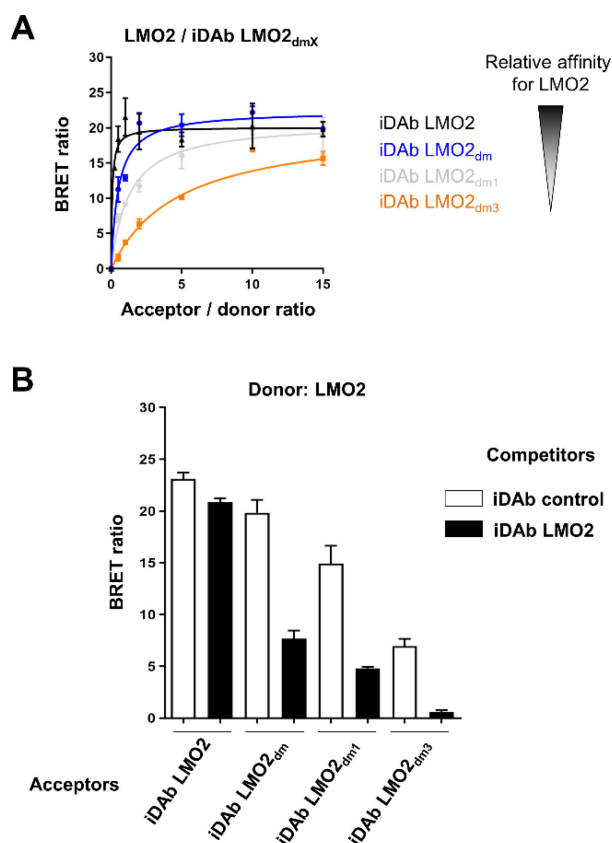 A
LMO2 / iDAb LMO2dmX
BRET ratio
30
25
20
15
10
5
0
0
5
10
15
Acceptor / donor ratio
Relative affinity
for LMO2
iDAb LMO2
iDAb LMO2dm
iDAb LMO2dm1
iDAb LMO2dm3
B
Donor: LMO2
BRET ratio
30
25
20
15
10
5
0
Competitors
iDAb control
iDAb LMO2
Acceptors
iDAb LMO2
iDAb LMO2dm
iDAb LMO2dm1
iDAb LMO2dm3